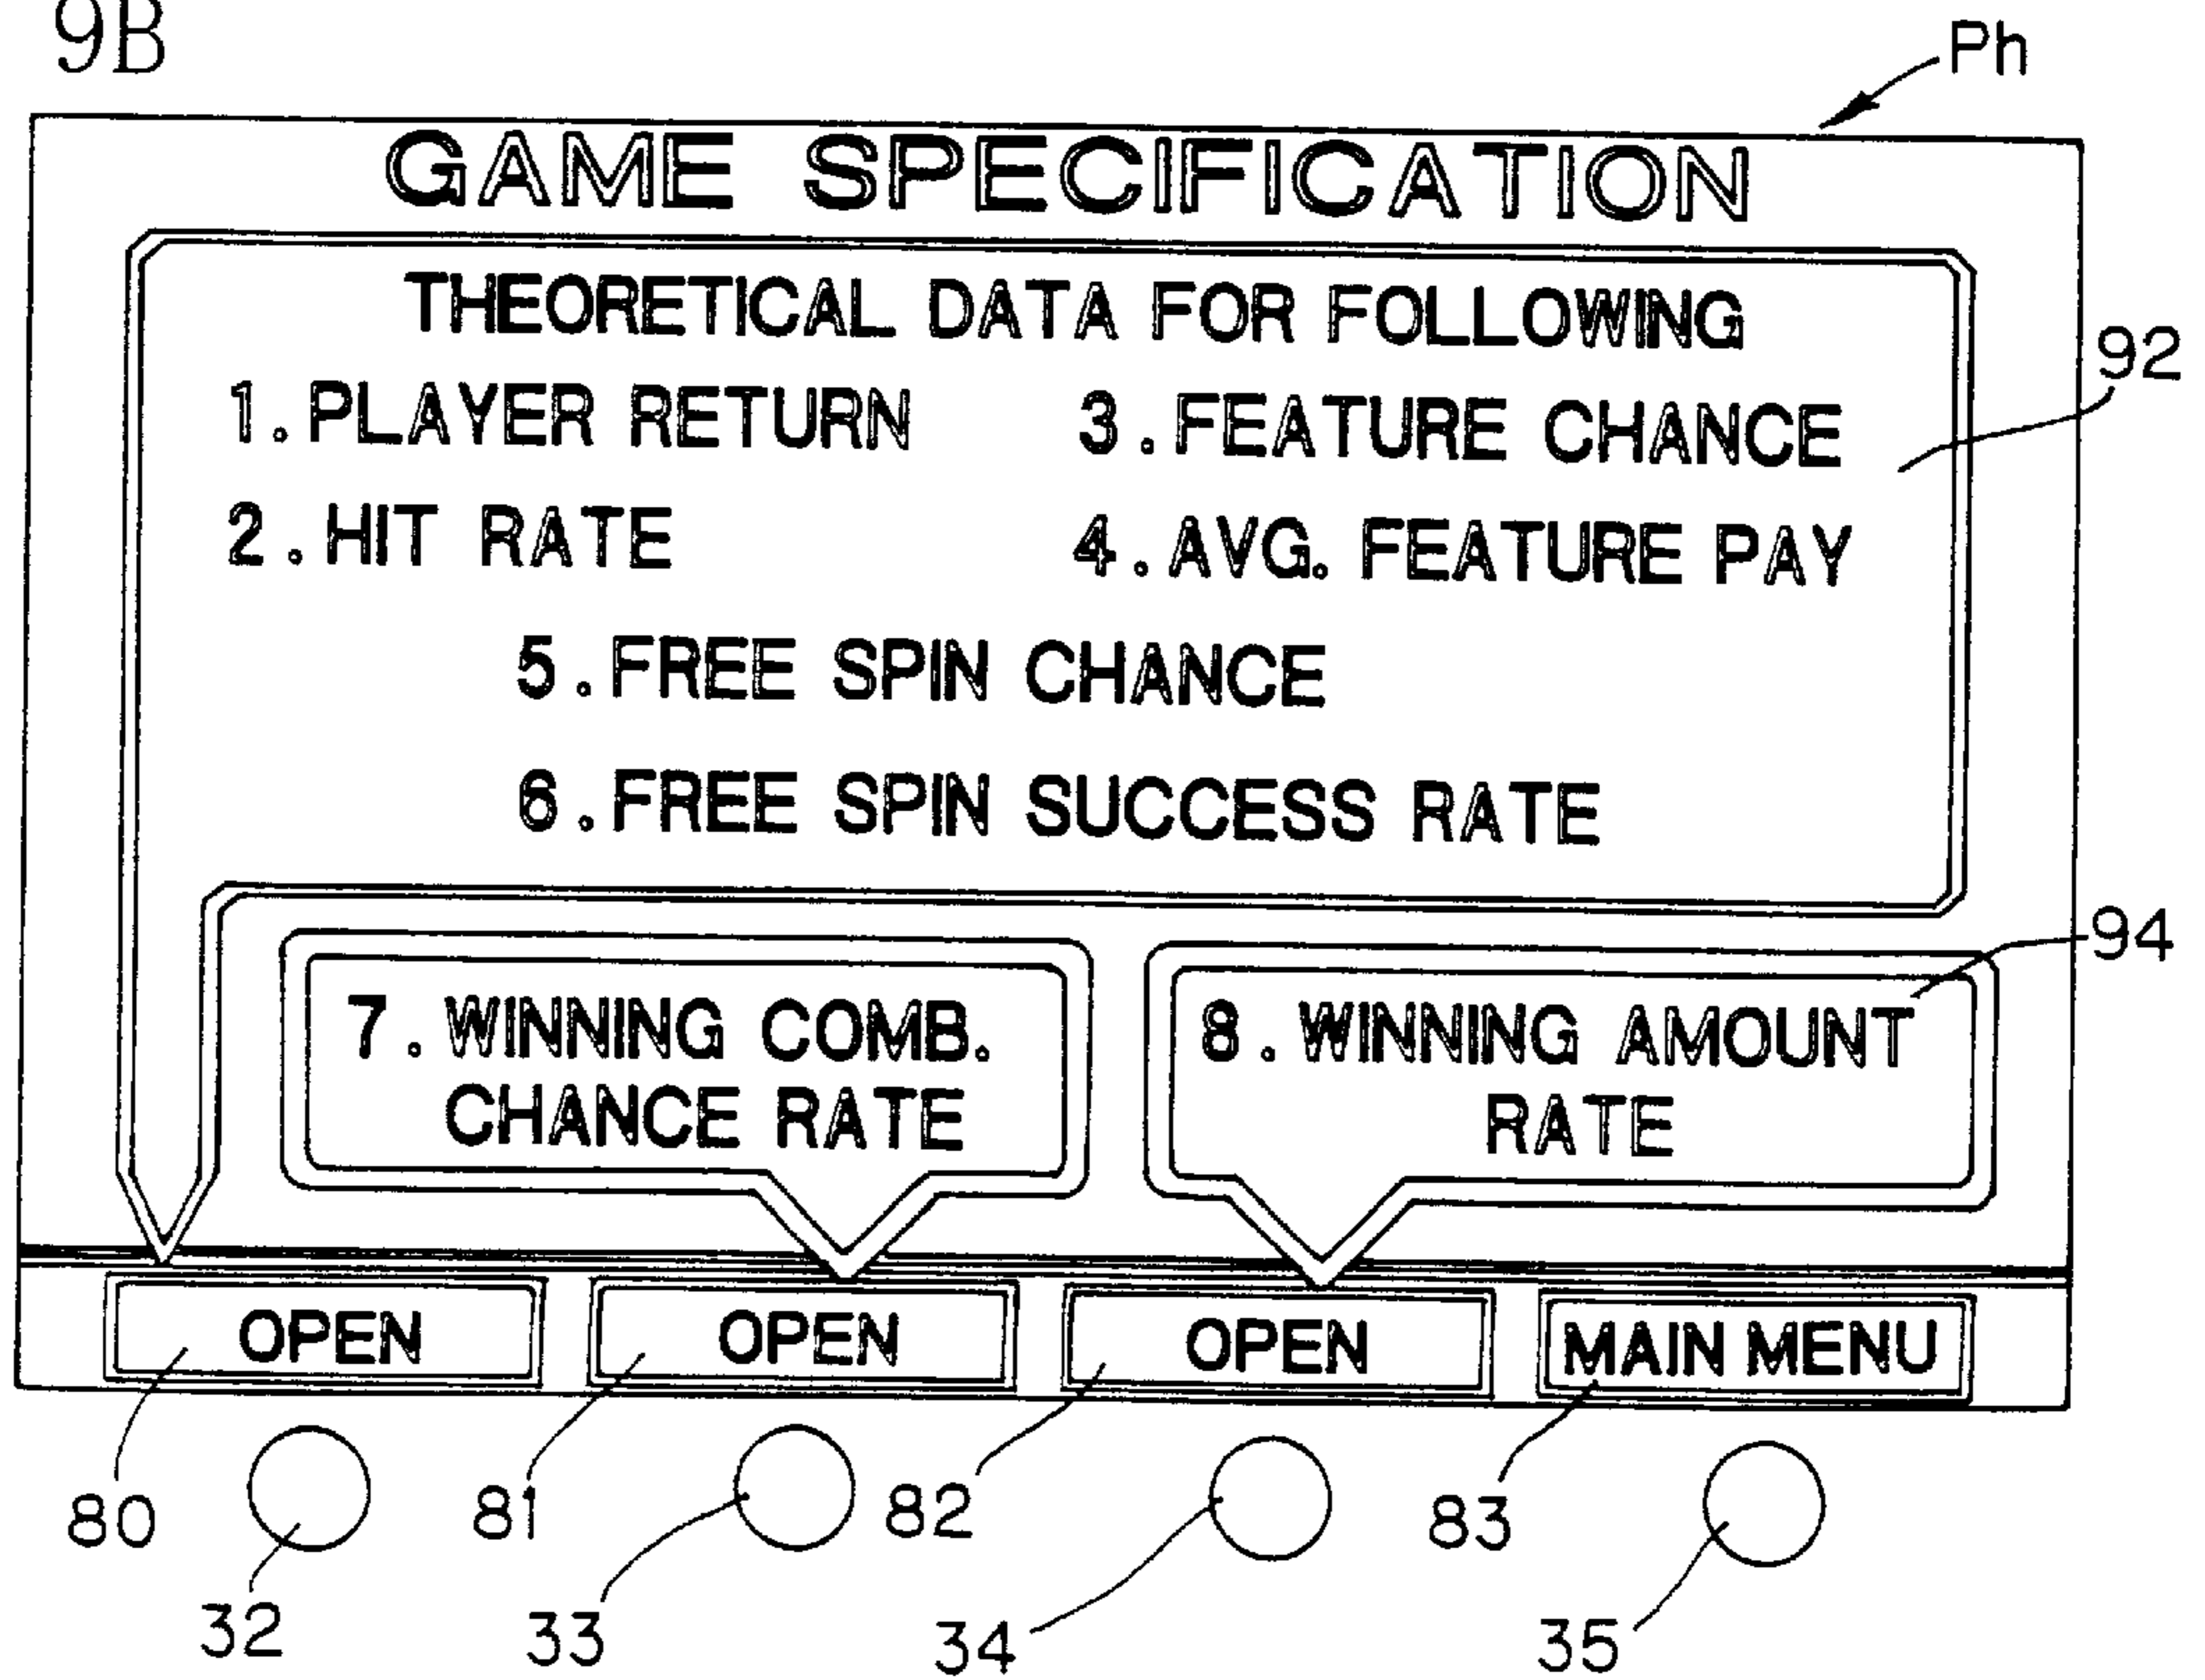 9B
Ph
GAME SPECIFICATION
THEORETICAL DATA FOR FOLLOWING
92
1. PLAYER RETURN
3. FEATURE CHANCE
2. HIT RATE
4. AVG. FEATURE PAY
5. FREE SPIN CHANCE
6. FREE SPIN SUCCESS RATE
94
7. WINNING COMB.
CHANCE RATE
8. WINNING AMOUNT
RATE
OPEN
OPEN
OPEN
MAIN MENU
80
81
82
83
32
33
34
35